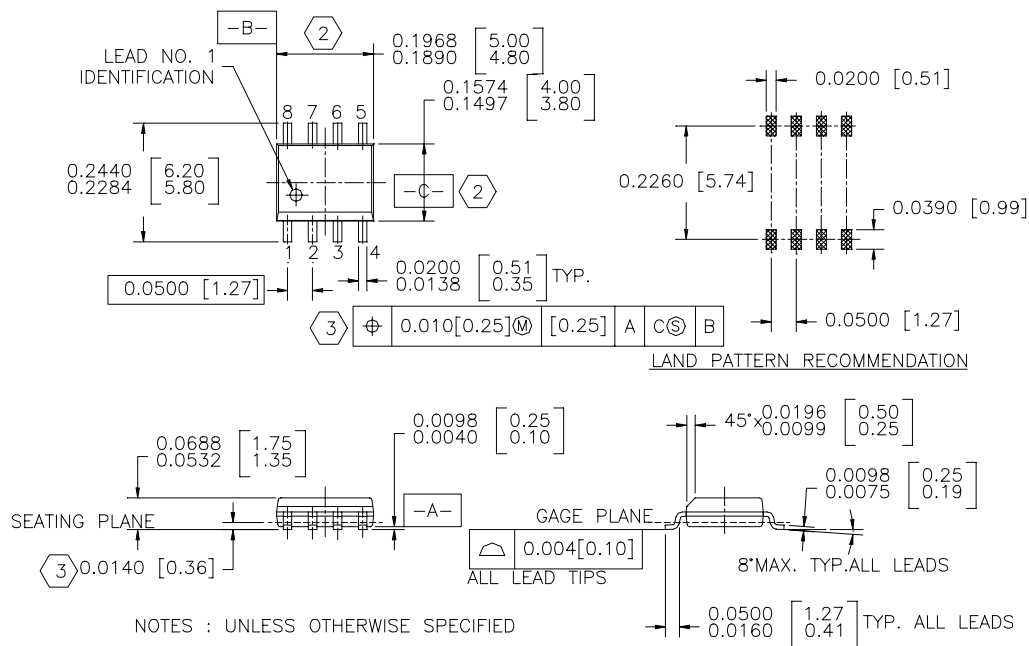 -B-
2
LEAD NO. 1
IDENTIFICATION
0.1968 [5.00]
0.1890 [4.80]
0.1574 [4.00]
0.1497 [3.80]
0.0200 [0.51]
8 7 6 5
0.2440 [6.20]
0.2284 [5.80]
-C-
2
0.2260 [5.74]
0.0390 [0.99]
1 2 3 4
0.0500 [1.27]
0.0200 [0.51]
0.0138 [0.35] TYP.
3 ⌖ 0.010[0.25]Ⓜ [0.25] A CⓈ B
0.0500 [1.27]
LAND PATTERN RECOMMENDATION
0.0688 [1.75]
0.0532 [1.35]
0.0098 [0.25]
0.0040 [0.10]
45°x 0.0196 [0.50]
0.0099 [0.25]
0.0098 [0.25]
0.0075 [0.19]
-A-
SEATING PLANE
GAGE PLANE
3 0.0140 [0.36]
⌓ 0.004[0.10]
ALL LEAD TIPS
8°MAX. TYP.ALL LEADS
0.0500 [1.27]
0.0160 [0.41] TYP. ALL LEADS
NOTES : UNLESS OTHERWISE SPECIFIED